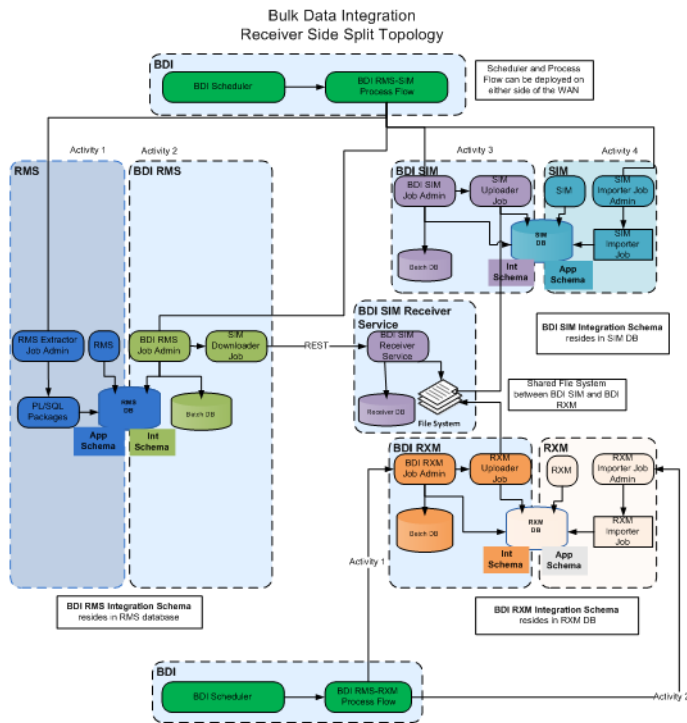 Bulk Data Integration
Receiver Side Split Topology
BDI
BDI Scheduler
BDI RMS-SIM
Process Flow
Scheduler and Process
Flow can be deployed on
either side of the WAN
Activity 1
Activity 2
Activity 3
Activity 4
RMS
BDI RMS
BDI SIM
SIM
BDI SIM
Job Admin
SIM
Uploader
Job
SIM
SIM
Importer Job
Admin
SIM
DB
SIM
Importer
Job
Batch DB
Int
Schema
App
Schema
BDI SIM Integration Schema
resides in SIM DB
BDI SIM Receiver
Service
RMS Extractor
Job Admin
RMS
BDI RMS
Job Admin
SIM
Downloader
Job
REST
BDI SIM
Receiver
Service
PL/SQL
Packages
RMS
DB
Batch DB
Receiver DB
File System
Shared File System
between BDI SIM and BDI
RXM
App
Schema
Int
Schema
BDI RXM
RXM
BDI RXM
Job Admin
RXM
Uploader
Job
RXM
RXM
Importer Job
Admin
RXM
DB
RXM
Importer
Job
Batch DB
Int
Schema
App
Schema
Activity 1
BDI RMS Integration Schema
resides in RMS database
BDI RXM Integration Schema
resides in RXM DB
BDI
BDI Scheduler
BDI RMS-RXM
Process Flow
Activity 2